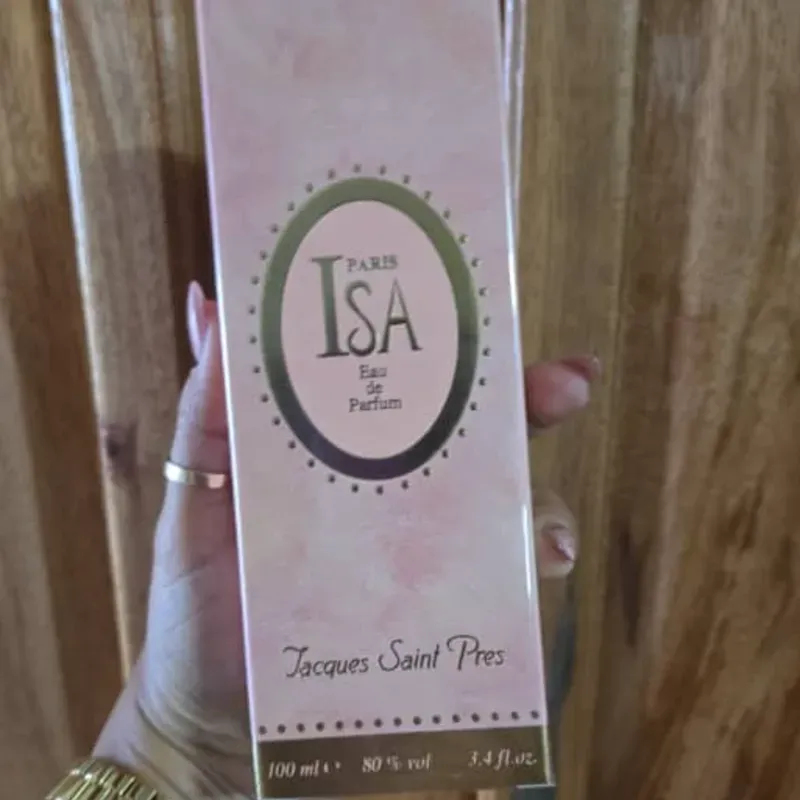 PARIS
ISA
Eau
de
Parfum
Jacques Saint Pres
100 ml ℮ 80 % vol 3.4 fl.oz.